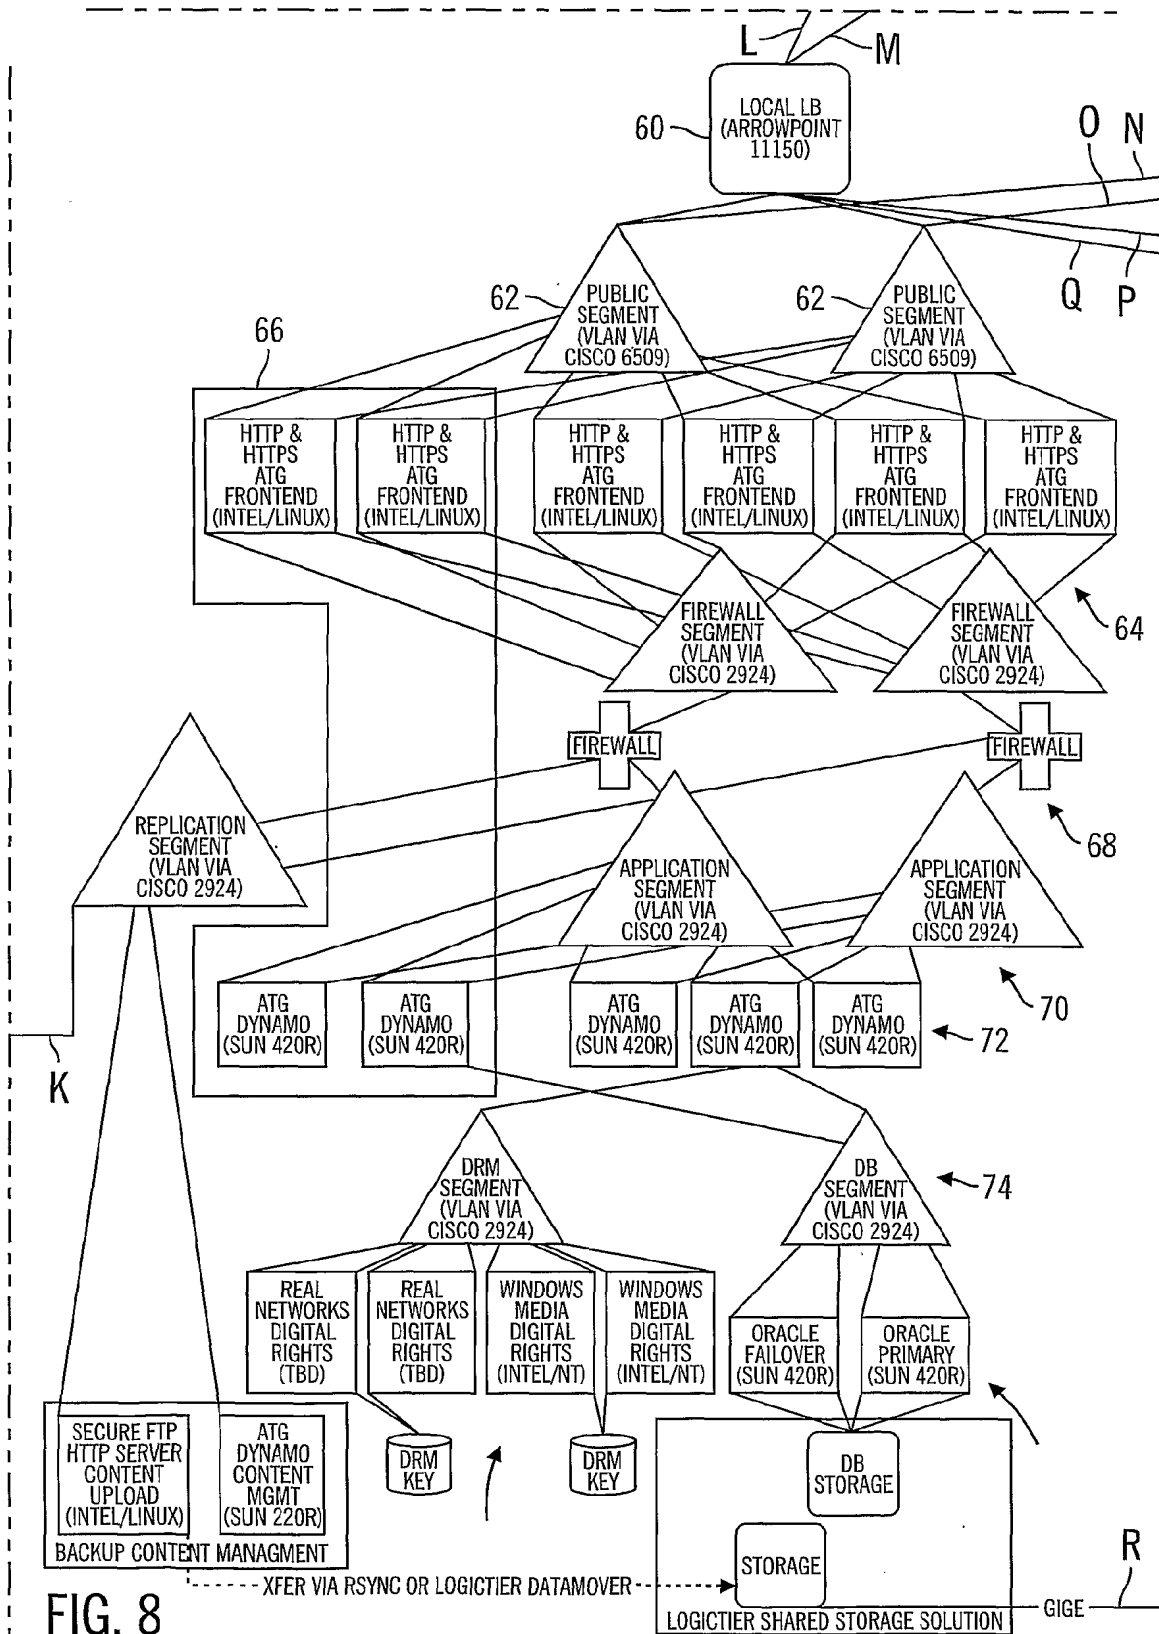 L
M
LOCAL LB
(ARROWPOINT
11150)
60
O
N
Q
P
62
PUBLIC
SEGMENT
(VLAN VIA
CISCO 6509)
62
PUBLIC
SEGMENT
(VLAN VIA
CISCO 6509)
66
HTTP &
HTTPS
ATG
FRONTEND
(INTEL/LINUX)
HTTP &
HTTPS
ATG
FRONTEND
(INTEL/LINUX)
HTTP &
HTTPS
ATG
FRONTEND
(INTEL/LINUX)
HTTP &
HTTPS
ATG
FRONTEND
(INTEL/LINUX)
HTTP &
HTTPS
ATG
FRONTEND
(INTEL/LINUX)
HTTP &
HTTPS
ATG
FRONTEND
(INTEL/LINUX)
FIREWALL
SEGMENT
(VLAN VIA
CISCO 2924)
FIREWALL
SEGMENT
(VLAN VIA
CISCO 2924)
64
FIREWALL
FIREWALL
68
REPLICATION
SEGMENT
(VLAN VIA
CISCO 2924)
APPLICATION
SEGMENT
(VLAN VIA
CISCO 2924)
APPLICATION
SEGMENT
(VLAN VIA
CISCO 2924)
70
ATG
DYNAMO
(SUN 420R)
ATG
DYNAMO
(SUN 420R)
ATG
DYNAMO
(SUN 420R)
ATG
DYNAMO
(SUN 420R)
ATG
DYNAMO
(SUN 420R)
72
K
DRM
SEGMENT
(VLAN VIA
CISCO 2924)
DB
SEGMENT
(VLAN VIA
CISCO 2924)
74
REAL
NETWORKS
DIGITAL
RIGHTS
(TBD)
REAL
NETWORKS
DIGITAL
RIGHTS
(TBD)
WINDOWS
MEDIA
DIGITAL
RIGHTS
(INTEL/NT)
WINDOWS
MEDIA
DIGITAL
RIGHTS
(INTEL/NT)
ORACLE
FAILOVER
(SUN 420R)
ORACLE
PRIMARY
(SUN 420R)
SECURE FTP
HTTP SERVER
CONTENT
UPLOAD
(INTEL/LINUX)
ATG
DYNAMO
CONTENT
MGMT
(SUN 220R)
BACKUP CONTENT MANAGMENT
DRM
KEY
DRM
KEY
DB
STORAGE
STORAGE
XFER VIA RSYNC OR LOGICTIER DATAMOVER
LOGICTIER SHARED STORAGE SOLUTION
GIGE
R
FIG. 8